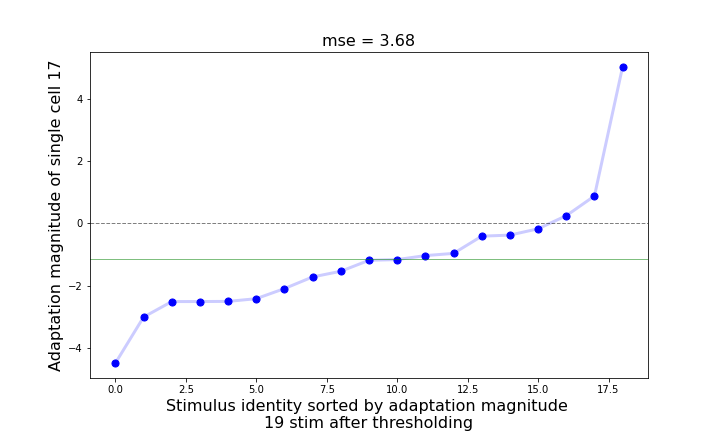 mse = 3.68
Adaptation magnitude of single cell 17
4
2
0
−2
−4
0.0 2.5 5.0 7.5 10.0 12.5 15.0 17.5
Stimulus identity sorted by adaptation magnitude
19 stim after thresholding